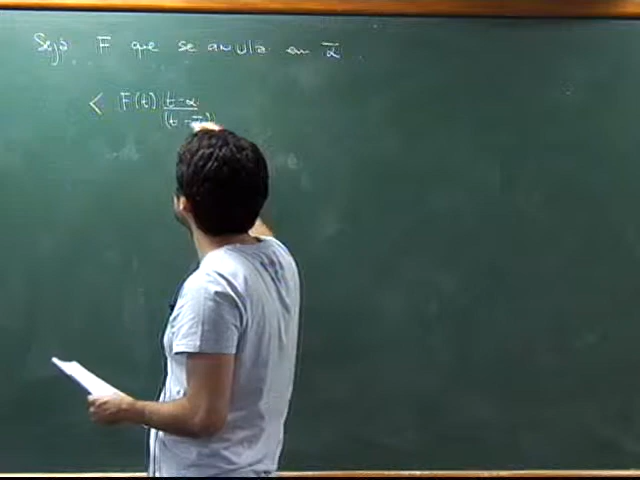 Seja F que se anula em ᾱ.
< F(t) t-α
(t-ᾱ)